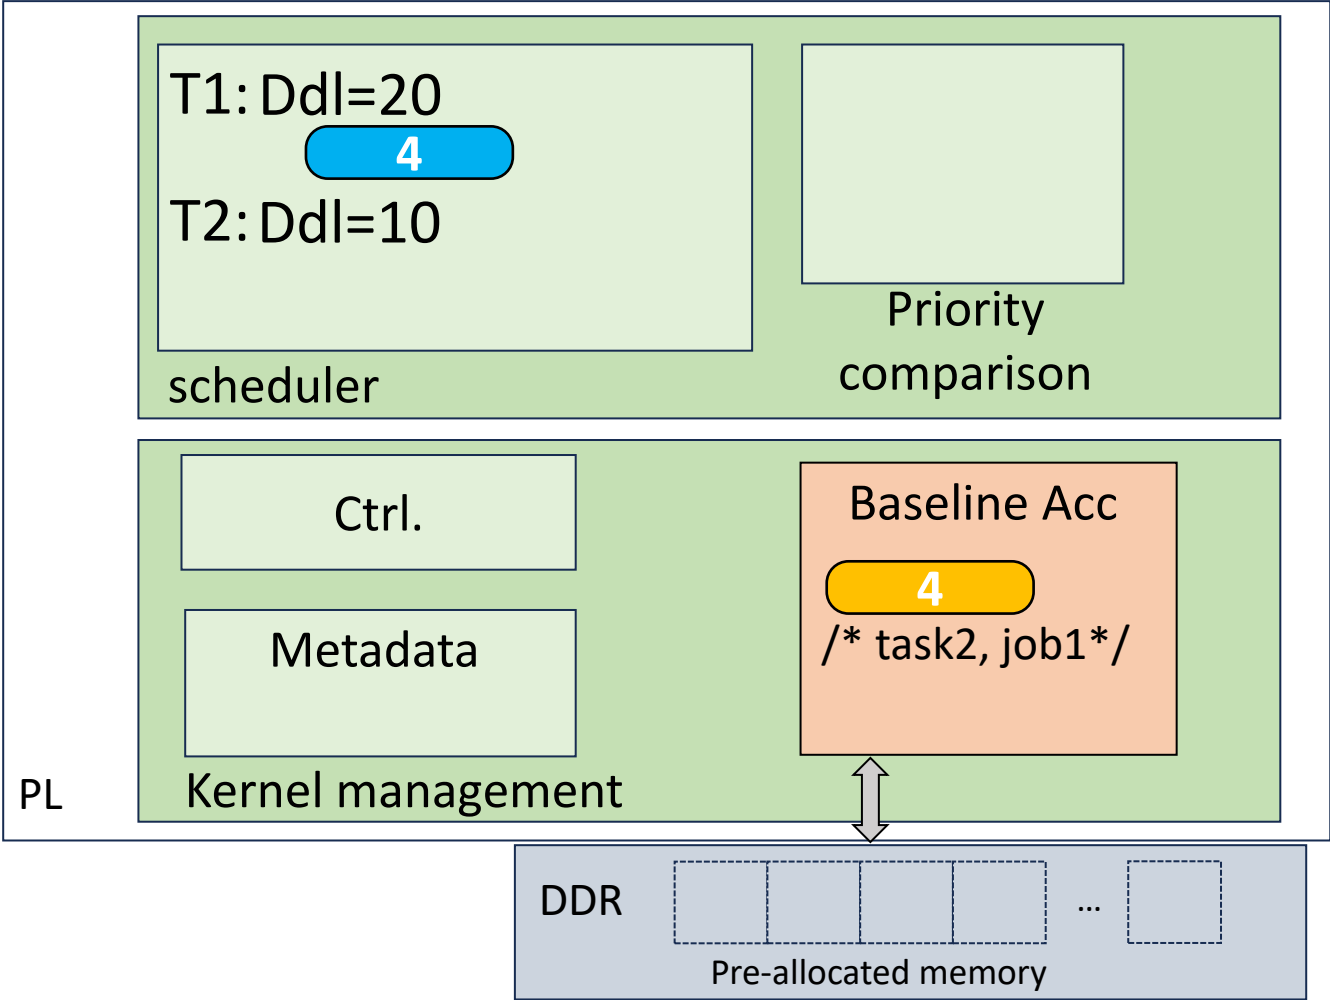 T1: Ddl=20
4
T2: Ddl=10
scheduler
Priority
comparison
Ctrl.
Metadata
Kernel management
Baseline Acc
4
/* task2, job1*/
PL
DDR
...
Pre-allocated memory